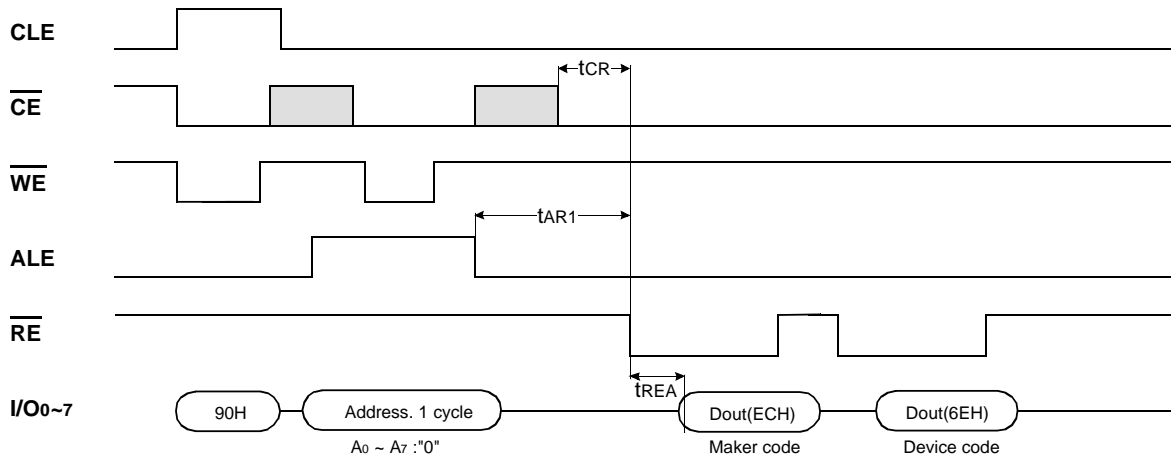 CLE
tCR
CE
WE
tAR1
ALE
RE
tREA
I/O0~7
90H
Address. 1 cycle
Dout(ECH)
Dout(6EH)
A0 ~ A7 :"0"
Maker code
Device code